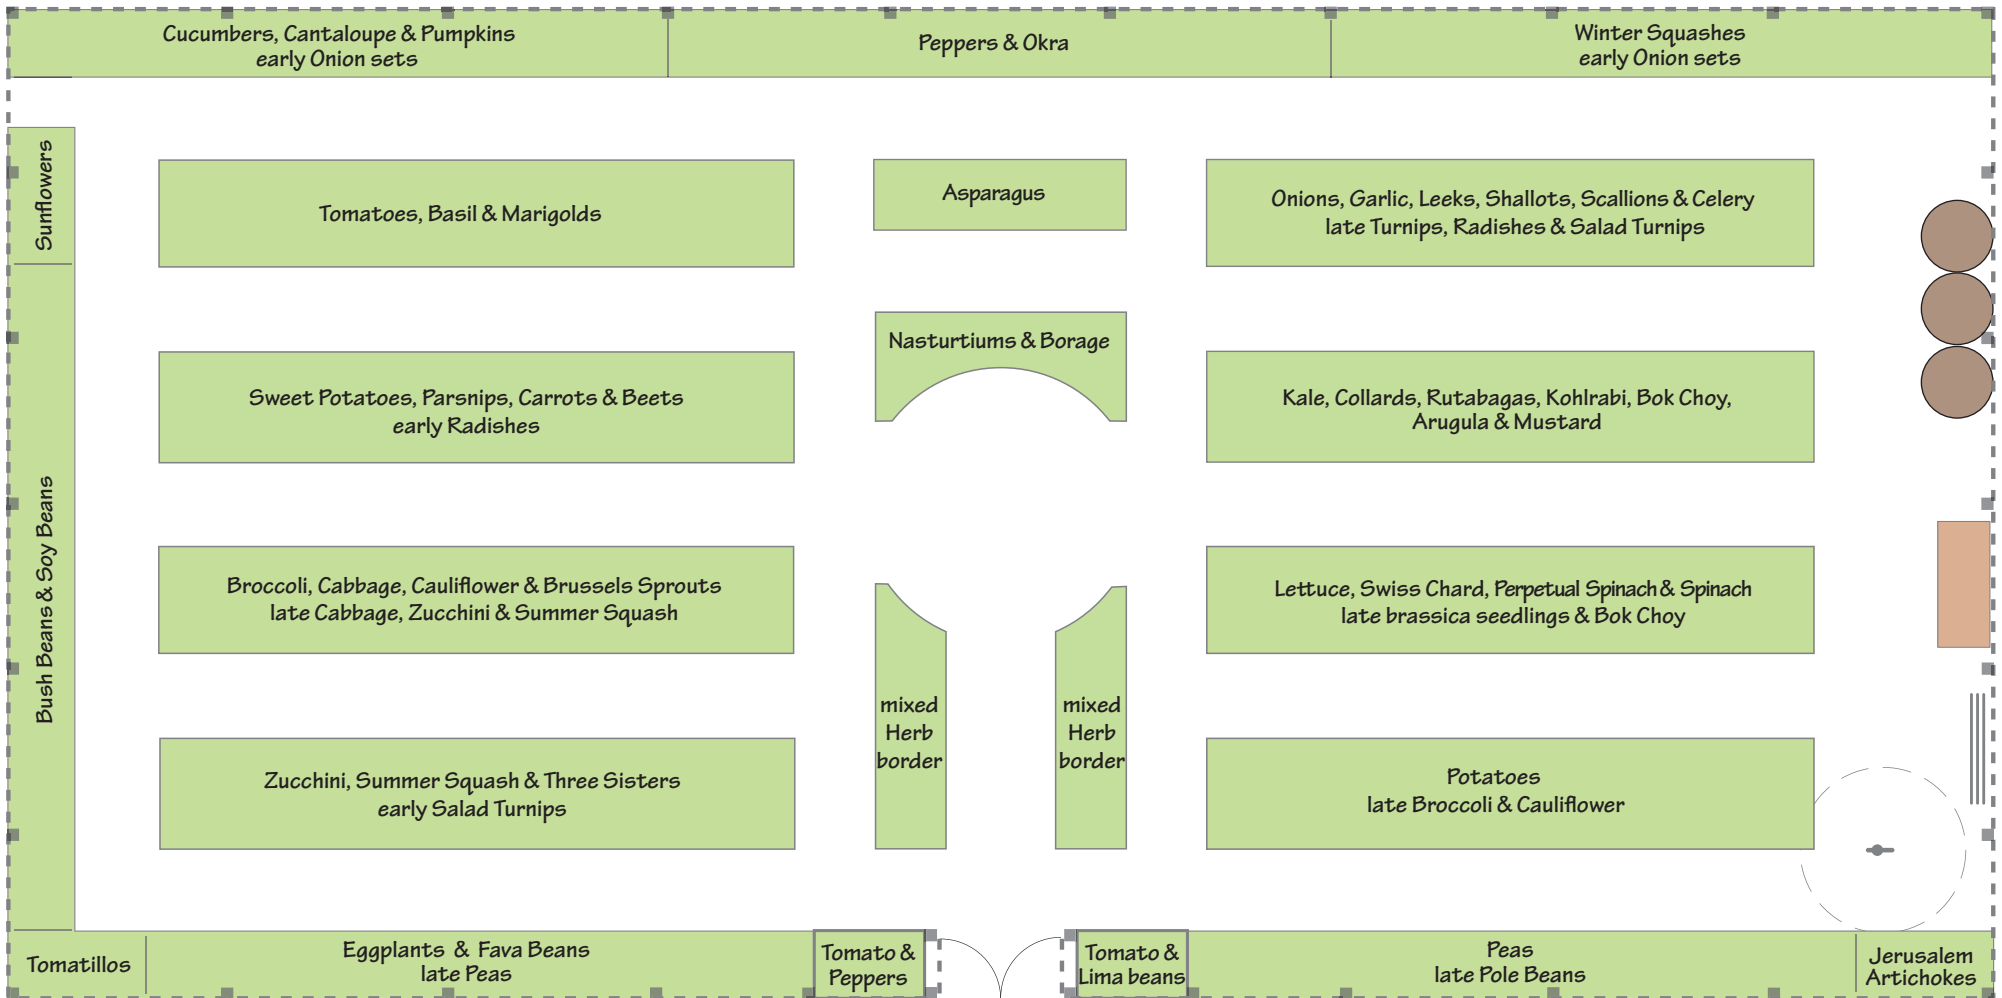 Cucumbers, Cantaloupe & Pumpkins
early Onion sets
Peppers & Okra
Winter Squashes
early Onion sets
Sunflowers
Tomatoes, Basil & Marigolds
Asparagus
Onions, Garlic, Leeks, Shallots, Scallions & Celery
late Turnips, Radishes & Salad Turnips
Nasturtiums & Borage
Sweet Potatoes, Parsnips, Carrots & Beets
early Radishes
Kale, Collards, Rutabagas, Kohlrabi, Bok Choy,
Arugula & Mustard
Bush Beans & Soy Beans
Broccoli, Cabbage, Cauliflower & Brussels Sprouts
late Cabbage, Zucchini & Summer Squash
Lettuce, Swiss Chard, Perpetual Spinach & Spinach
late brassica seedlings & Bok Choy
mixed
Herb
border
mixed
Herb
border
Zucchini, Summer Squash & Three Sisters
early Salad Turnips
Potatoes
late Broccoli & Cauliflower
Tomatillos
Eggplants & Fava Beans
late Peas
Tomato &
Peppers
Tomato &
Lima beans
Peas
late Pole Beans
Jerusalem
Artichokes